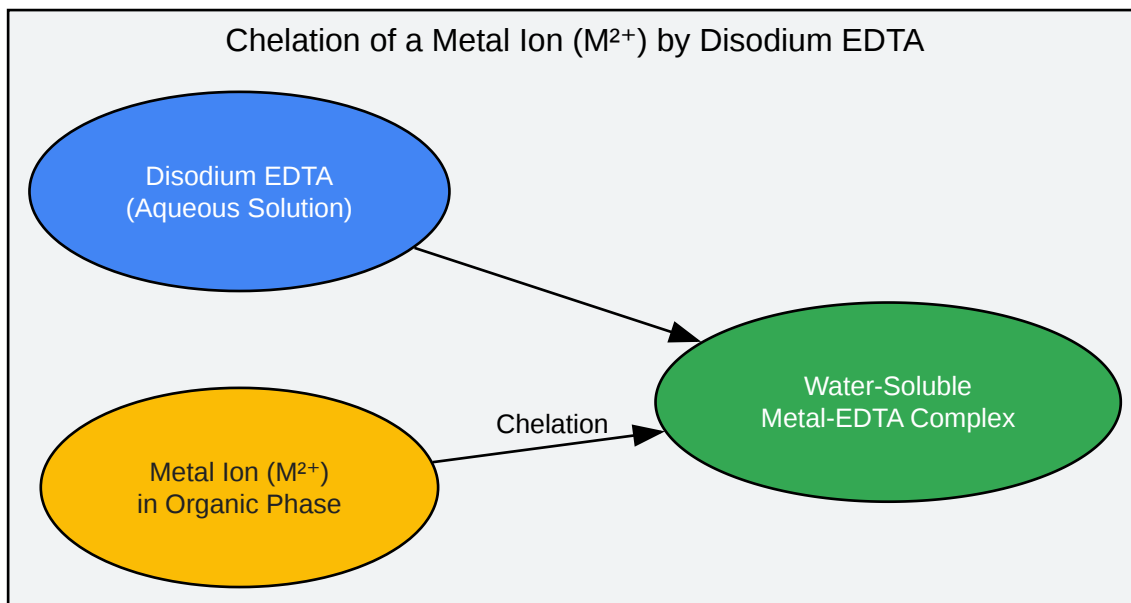 Chelation of a Metal Ion (M²⁺) by Disodium EDTA
Disodium EDTA
(Aqueous Solution)
Water-Soluble
Metal-EDTA Complex
Chelation
Metal Ion (M²⁺)
in Organic Phase